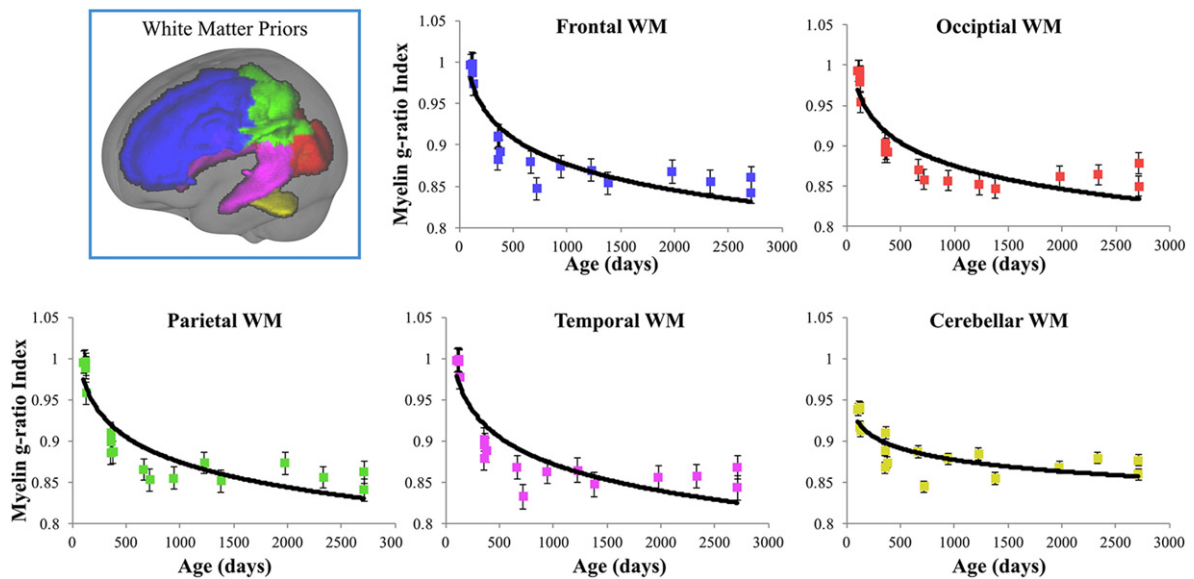 White Matter Priors
Frontal WM
Myelin g-ratio Index
1.05
1
0.95
0.9
0.85
0.8
0 500 1000 1500 2000 2500 3000
Age (days)
Occiptial WM
1.05
1
0.95
0.9
0.85
0.8
0 500 1000 1500 2000 2500 3000
Age (days)
Parietal WM
Myelin g-ratio Index
1.05
1
0.95
0.9
0.85
0.8
0 500 1000 1500 2000 2500 3000
Age (days)
Temporal WM
Myelin g-ratio Index
1.05
1
0.95
0.9
0.85
0.8
0 500 1000 1500 2000 2500 3000
Age (days)
Cerebellar WM
1.05
1
0.95
0.9
0.85
0.8
0 500 1000 1500 2000 2500 3000
Age (days)